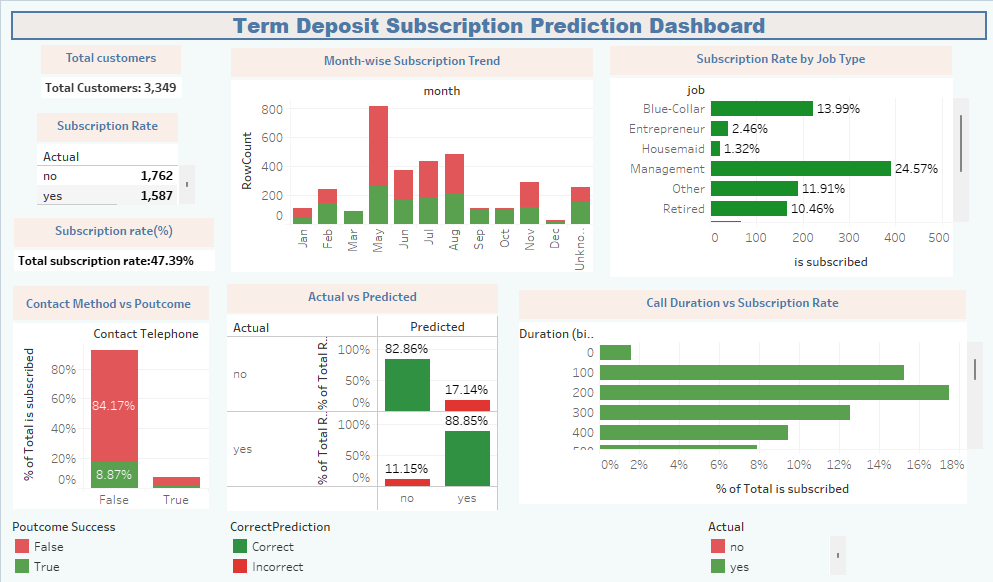 Term Deposit Subscription Prediction Dashboard
Total customers
Total Customers: 3,349
Subscription Rate
Actual
no 1,762
yes 1,587
Subscription rate(%)
Total subscription rate:47.39%
Month-wise Subscription Trend
month
RowCount
800
600
400
200
0
Jan Feb Mar May Jun Jul Aug Sep Oct Nov Dec Unkno..
Subscription Rate by Job Type
job
Blue-Collar 13.99%
Entrepreneur 2.46%
Housemaid 1.32%
Management 24.57%
Other 11.91%
Retired 10.46%
0 100 200 300 400 500
is subscribed
Contact Method vs Poutcome
Contact Telephone
% of Total is subscribed
80%
60%
40%
20%
0%
84.17%
8.87%
False True
Actual vs Predicted
Actual Predicted
no
% of Total R..
100%
50%
0%
82.86%
17.14%
yes
% of Total R..
100%
50%
0%
11.15%
88.85%
no yes
Call Duration vs Subscription Rate
Duration (bi..
0
100
200
300
400
0% 2% 4% 6% 8% 10% 12% 14% 16% 18%
% of Total is subscribed
Poutcome Success
False
True
CorrectPrediction
Correct
Incorrect
Actual
no
yes